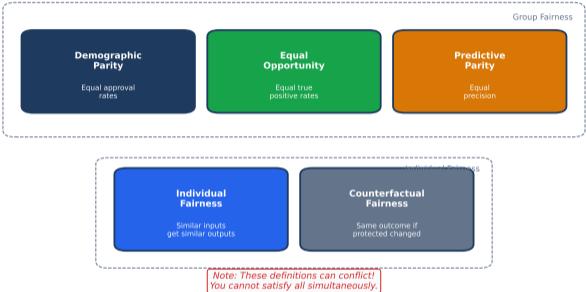 Group Fairness
Demographic
Parity
Equal approval
rates
Equal
Opportunity
Equal true
positive rates
Predictive
Parity
Equal
precision
Individual Fairness
Individual
Fairness
Similar inputs
get similar outputs
Counterfactual
Fairness
Same outcome if
protected changed
Note: These definitions can conflict!
You cannot satisfy all simultaneously.